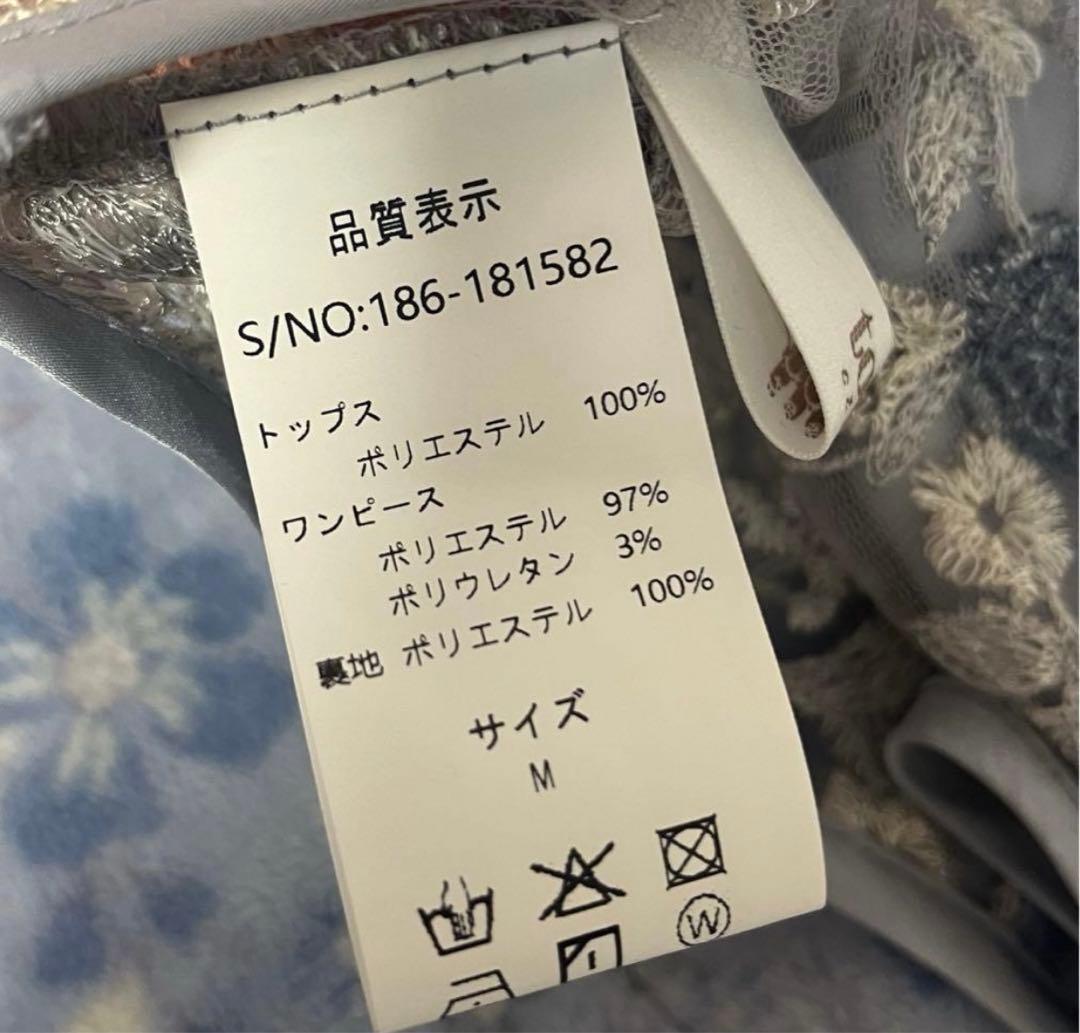 品質表示
S/NO:186-181582
トップス
ポリエステル 100%
ワンピース
ポリエステル 97%
ポリウレタン 3%
裏地 ポリエステル 100%
サイズ
M
W